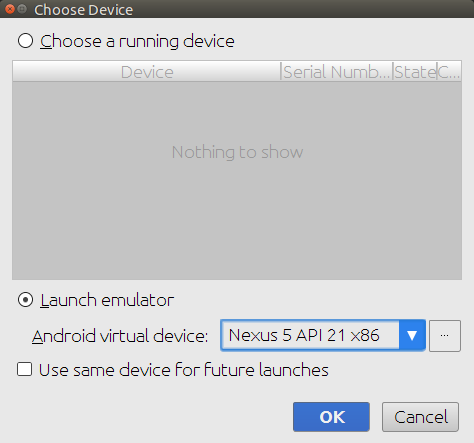 Choose Device
Choose a running device
Device Serial Numb... State C...
Nothing to show
Launch emulator
Android virtual device: Nexus 5 API 21 x86 ...
Use same device for future launches
OK Cancel